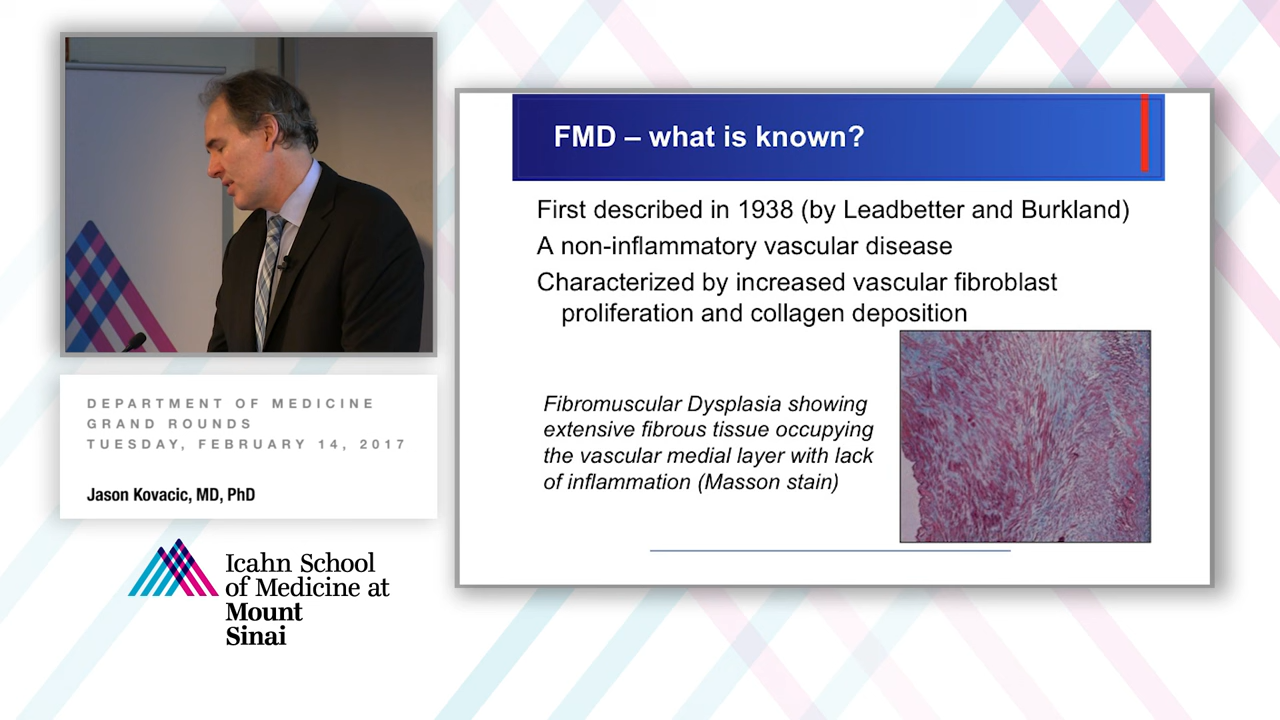 FMD – what is known?
First described in 1938 (by Leadbetter and Burkland)
A non-inflammatory vascular disease
Characterized by increased vascular fibroblast
proliferation and collagen deposition
Fibromuscular Dysplasia showing
extensive fibrous tissue occupying
the vascular medial layer with lack
of inflammation (Masson stain)
DEPARTMENT OF MEDICINE
GRAND ROUNDS
TUESDAY, FEBRUARY 14, 2017
Jason Kovacic, MD, PhD
Icahn School
of Medicine at
Mount
Sinai